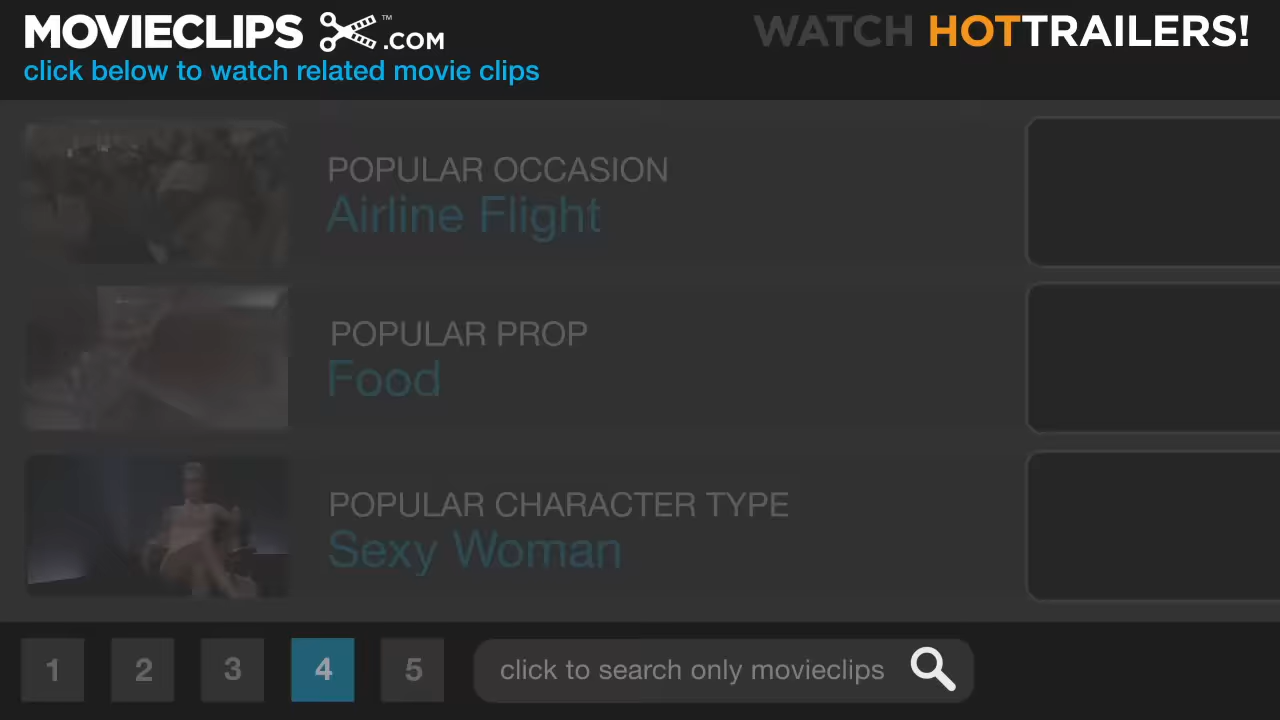 MOVIECLIPS ™ .COM
WATCH HOTTRAILERS!
click below to watch related movie clips
POPULAR OCCASION
Airline Flight
POPULAR PROP
Food
POPULAR CHARACTER TYPE
Sexy Woman
1 2 3 4 5 click to search only movieclips